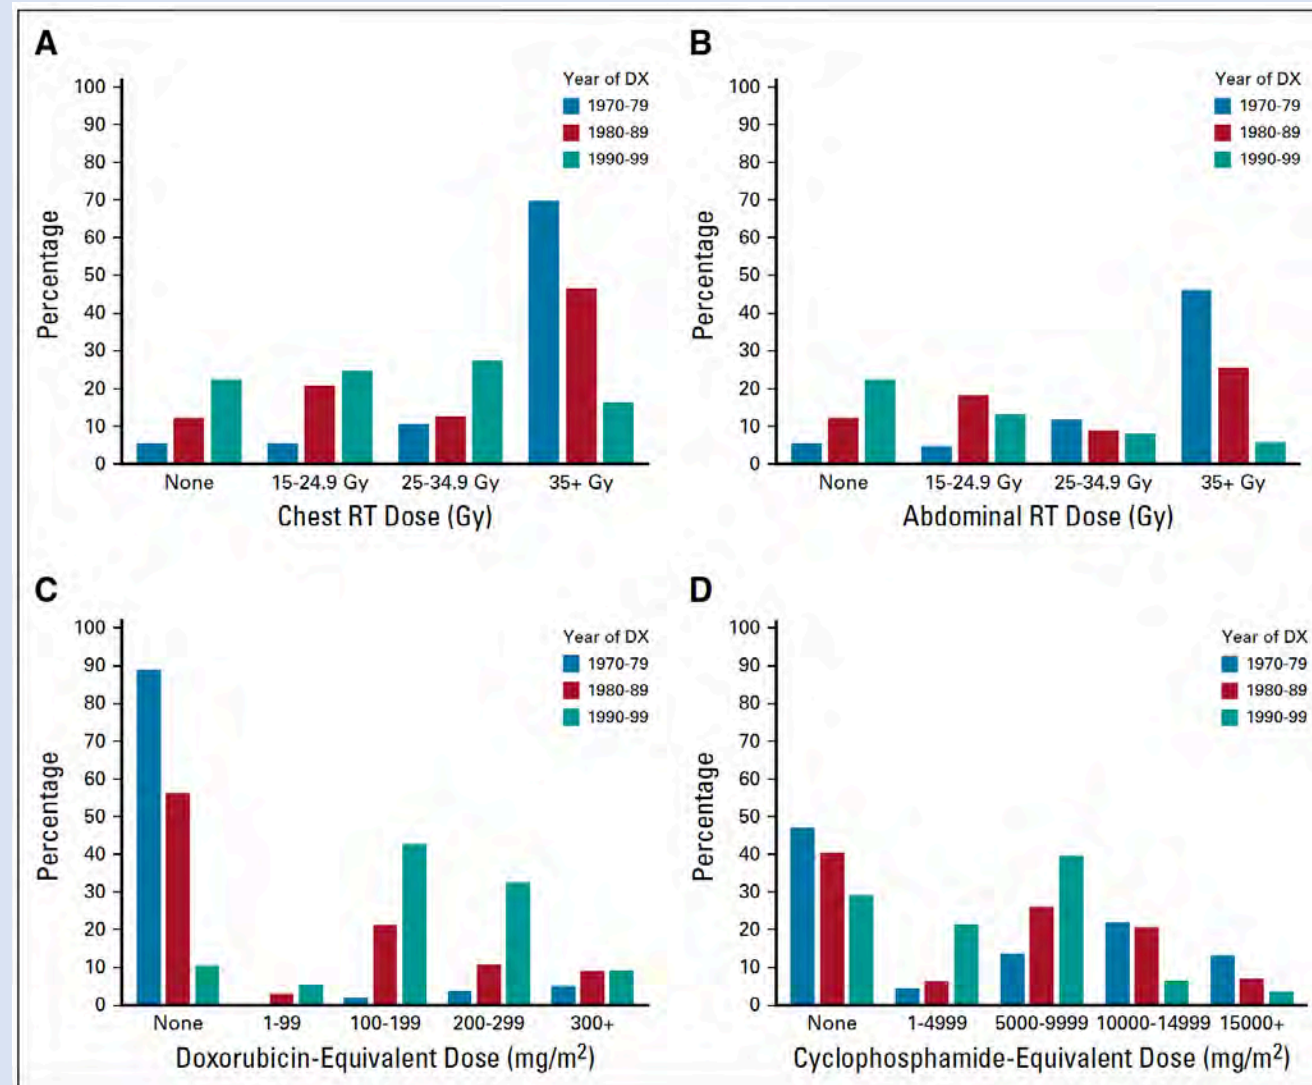 A
Year of DX
1970-79
1980-89
1990-99
Percentage
100
90
80
70
60
50
40
30
20
10
0
None 15-24.9 Gy 25-34.9 Gy 35+ Gy
Chest RT Dose (Gy)
B
Year of DX
1970-79
1980-89
1990-99
Percentage
100
90
80
70
60
50
40
30
20
10
0
None 15-24.9 Gy 25-34.9 Gy 35+ Gy
Abdominal RT Dose (Gy)
C
Year of DX
1970-79
1980-89
1990-99
Percentage
100
90
80
70
60
50
40
30
20
10
0
None 1-99 100-199 200-299 300+
Doxorubicin-Equivalent Dose (mg/m²)
D
Year of DX
1970-79
1980-89
1990-99
Percentage
100
90
80
70
60
50
40
30
20
10
0
None 1-4999 5000-9999 10000-14999 15000+
Cyclophosphamide-Equivalent Dose (mg/m²)